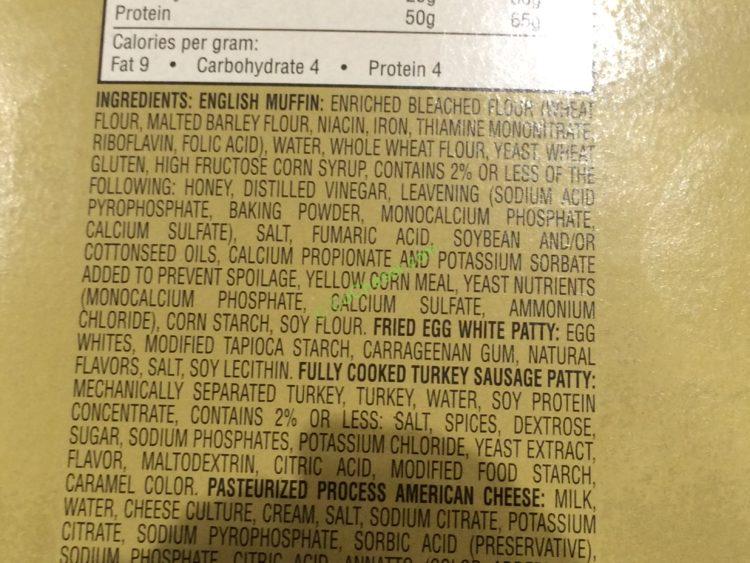 Protein 50g 65g
Calories per gram:
Fat 9 • Carbohydrate 4 • Protein 4
INGREDIENTS: ENGLISH MUFFIN: ENRICHED BLEACHED FLOUR (WHEAT
FLOUR, MALTED BARLEY FLOUR, NIACIN, IRON, THIAMINE MONONITRATE,
RIBOFLAVIN, FOLIC ACID), WATER, WHOLE WHEAT FLOUR, YEAST, WHEAT
GLUTEN, HIGH FRUCTOSE CORN SYRUP, CONTAINS 2% OR LESS OF THE
FOLLOWING: HONEY, DISTILLED VINEGAR, LEAVENING (SODIUM ACID
PYROPHOSPHATE, BAKING POWDER, MONOCALCIUM PHOSPHATE,
CALCIUM SULFATE), SALT, FUMARIC ACID, SOYBEAN AND/OR
COTTONSEED OILS, CALCIUM PROPIONATE AND POTASSIUM SORBATE
ADDED TO PREVENT SPOILAGE, YELLOW CORN MEAL, YEAST NUTRIENTS
(MONOCALCIUM PHOSPHATE, CALCIUM SULFATE, AMMONIUM
CHLORIDE), CORN STARCH, SOY FLOUR. FRIED EGG WHITE PATTY: EGG
WHITES, MODIFIED TAPIOCA STARCH, CARRAGEENAN GUM, NATURAL
FLAVORS, SALT, SOY LECITHIN. FULLY COOKED TURKEY SAUSAGE PATTY:
MECHANICALLY SEPARATED TURKEY, TURKEY, WATER, SOY PROTEIN
CONCENTRATE, CONTAINS 2% OR LESS: SALT, SPICES, DEXTROSE,
SUGAR, SODIUM PHOSPHATES, POTASSIUM CHLORIDE, YEAST EXTRACT,
FLAVOR, MALTODEXTRIN, CITRIC ACID, MODIFIED FOOD STARCH,
CARAMEL COLOR. PASTEURIZED PROCESS AMERICAN CHEESE: MILK,
WATER, CHEESE CULTURE, CREAM, SALT, SODIUM CITRATE, POTASSIUM
CITRATE, SODIUM PYROPHOSPHATE, SORBIC ACID (PRESERVATIVE),
SODIUM PHOSPHATE, CITRIC ACID, ANNATTO